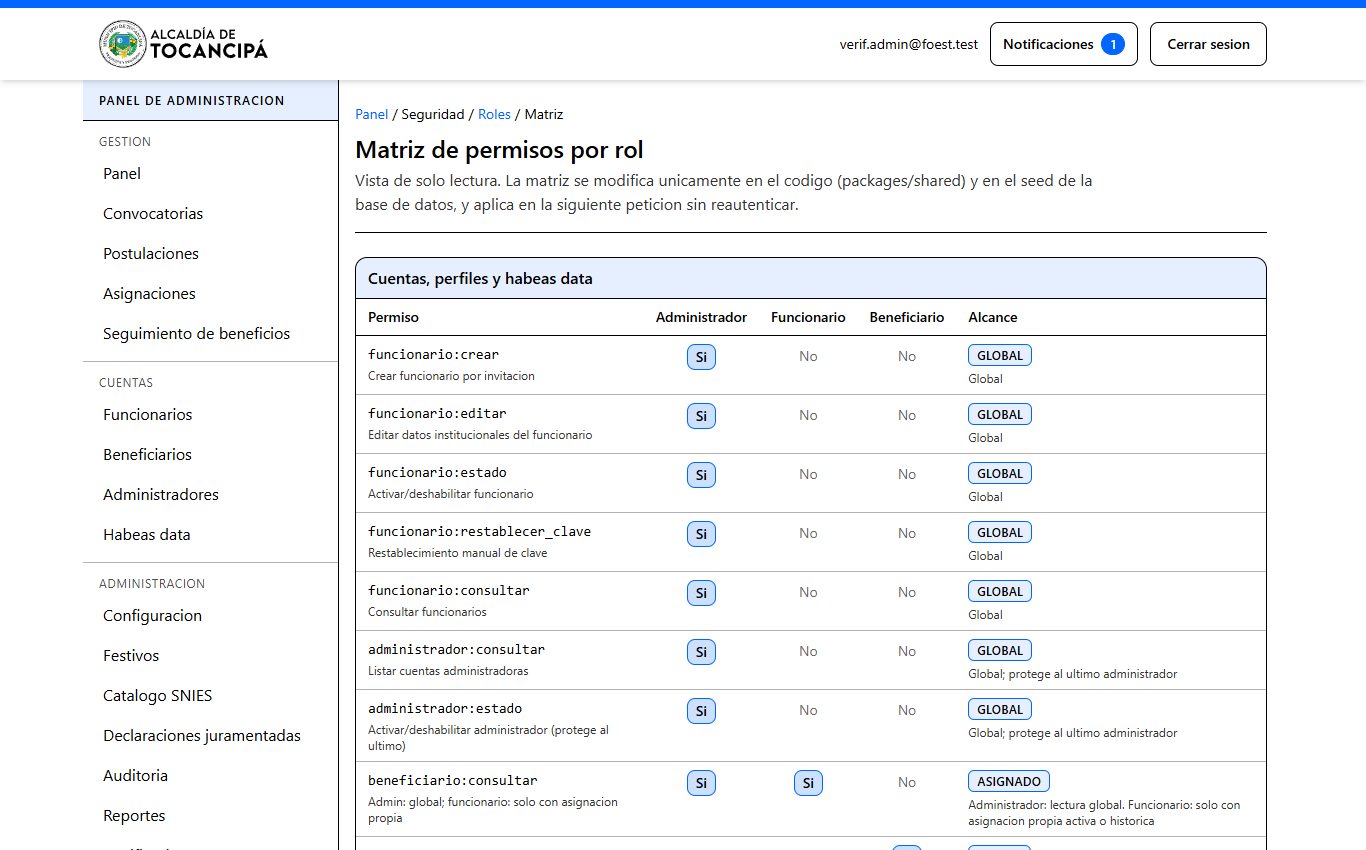 ALCALDÍA DE
TOCANCIPÁ
verif.admin@foest.test
Notificaciones 1
Cerrar sesion
PANEL DE ADMINISTRACION
GESTION
Panel
Convocatorias
Postulaciones
Asignaciones
Seguimiento de beneficios
CUENTAS
Funcionarios
Beneficiarios
Administradores
Habeas data
ADMINISTRACION
Configuracion
Festivos
Catalogo SNIES
Declaraciones juramentadas
Auditoria
Reportes
Panel / Seguridad / Roles / Matriz
Matriz de permisos por rol
Vista de solo lectura. La matriz se modifica unicamente en el codigo (packages/shared) y en el seed de la
base de datos, y aplica en la siguiente peticion sin reautenticar.
Cuentas, perfiles y habeas data
Permiso Administrador Funcionario Beneficiario Alcance
funcionario:crear Si No No GLOBAL
Crear funcionario por invitacion Global
funcionario:editar Si No No GLOBAL
Editar datos institucionales del funcionario Global
funcionario:estado Si No No GLOBAL
Activar/deshabilitar funcionario Global
funcionario:restablecer_clave Si No No GLOBAL
Restablecimiento manual de clave Global
funcionario:consultar Si No No GLOBAL
Consultar funcionarios Global
administrador:consultar Si No No GLOBAL
Listar cuentas administradoras Global; protege al ultimo administrador
administrador:estado Si No No GLOBAL
Activar/deshabilitar administrador (protege al Global; protege al ultimo administrador
ultimo)
beneficiario:consultar Si Si No ASIGNADO
Admin: global; funcionario: solo con asignacion Administrador: lectura global. Funcionario: solo con
propia asignacion propia activa o historica